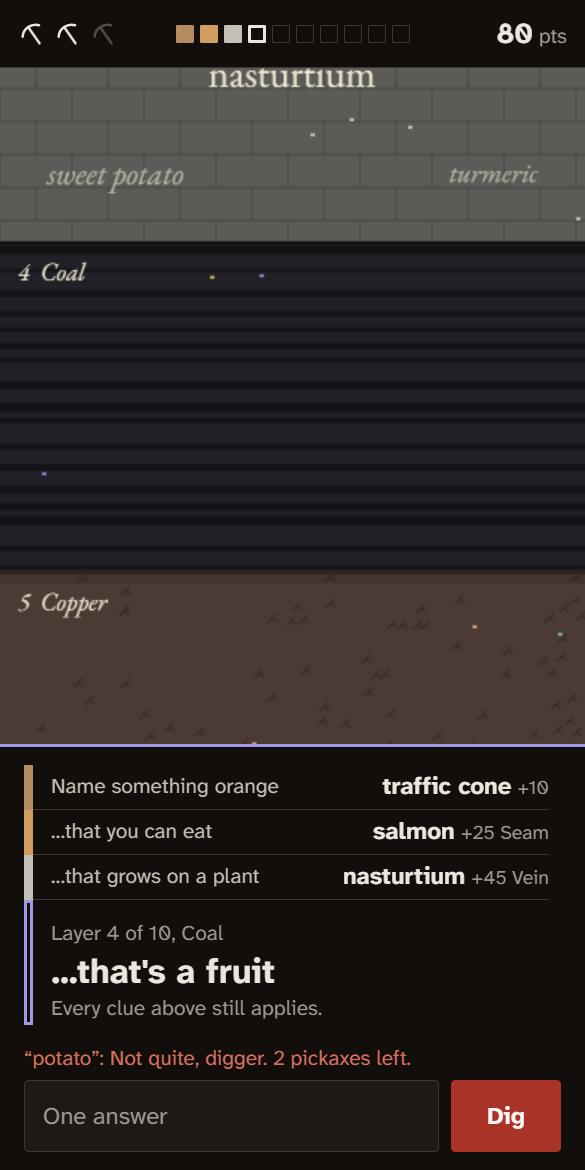 80 pts
nasturtium
sweet potato turmeric
4 Coal
5 Copper
Name something orange traffic cone +10
...that you can eat salmon +25 Seam
...that grows on a plant nasturtium +45 Vein
Layer 4 of 10, Coal
...that's a fruit
Every clue above still applies.
“potato”: Not quite, digger. 2 pickaxes left.
One answer Dig